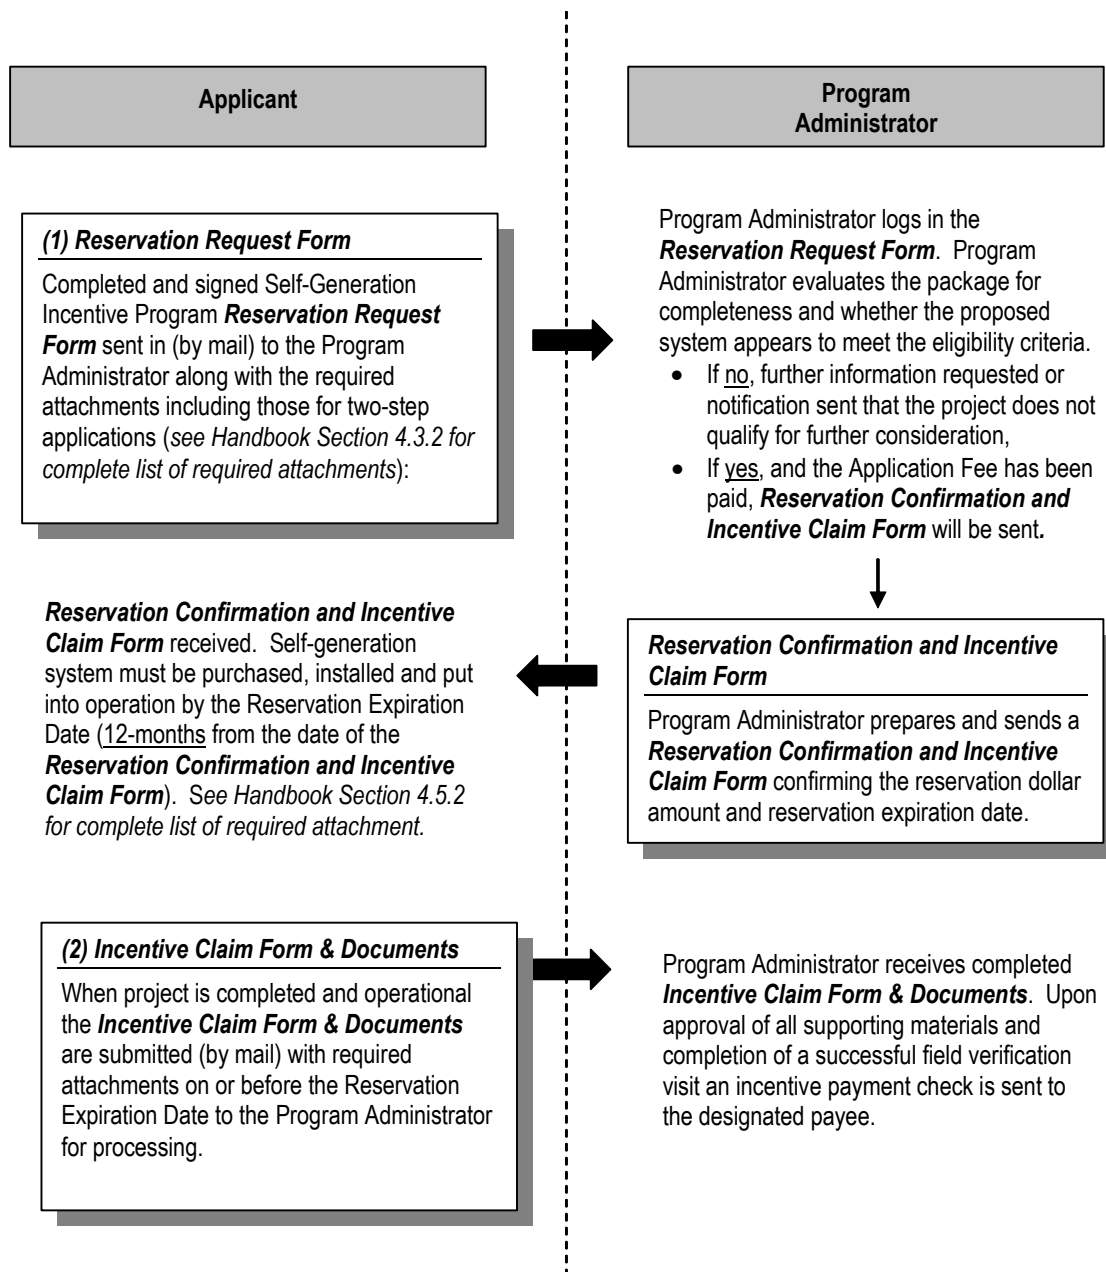 Applicant
Program
Administrator
(1) Reservation Request Form
Completed and signed Self-Generation
Incentive Program Reservation Request
Form sent in (by mail) to the Program
Administrator along with the required
attachments including those for two-step
applications (see Handbook Section 4.3.2 for
complete list of required attachments):
Program Administrator logs in the
Reservation Request Form. Program
Administrator evaluates the package for
completeness and whether the proposed
system appears to meet the eligibility criteria.
• If no, further information requested or
notification sent that the project does not
qualify for further consideration,
• If yes, and the Application Fee has been
paid, Reservation Confirmation and
Incentive Claim Form will be sent.
Reservation Confirmation and Incentive
Claim Form received. Self-generation
system must be purchased, installed and put
into operation by the Reservation Expiration
Date (12-months from the date of the
Reservation Confirmation and Incentive
Claim Form). See Handbook Section 4.5.2
for complete list of required attachment.
Reservation Confirmation and Incentive
Claim Form
Program Administrator prepares and sends a
Reservation Confirmation and Incentive
Claim Form confirming the reservation dollar
amount and reservation expiration date.
(2) Incentive Claim Form & Documents
When project is completed and operational
the Incentive Claim Form & Documents
are submitted (by mail) with required
attachments on or before the Reservation
Expiration Date to the Program Administrator
for processing.
Program Administrator receives completed
Incentive Claim Form & Documents. Upon
approval of all supporting materials and
completion of a successful field verification
visit an incentive payment check is sent to
the designated payee.